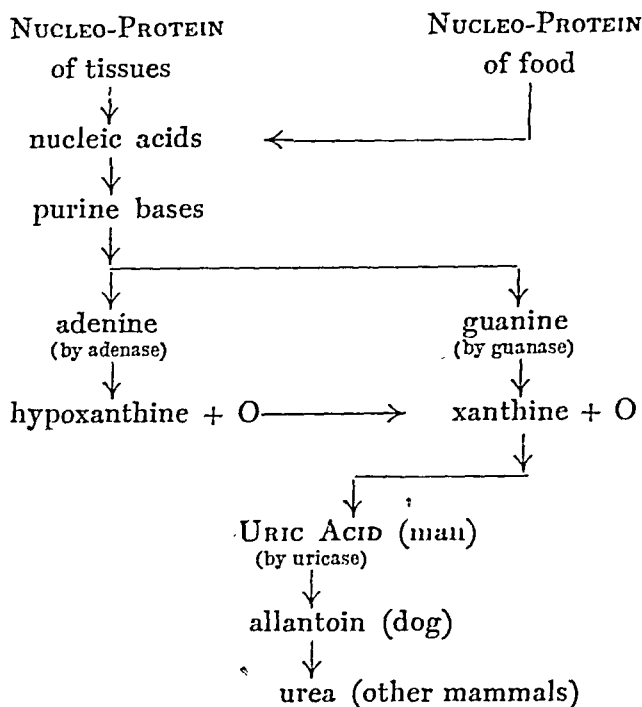 NUCLEO-PROTEIN
of tissues
NUCLEO-PROTEIN
of food
nucleic acids
purine bases
adenine
(by adenase)
guanine
(by guanase)
hypoxanthine + O
xanthine + O
URIC ACID (man)
(by uricase)
allantoin (dog)
urea (other mammals)